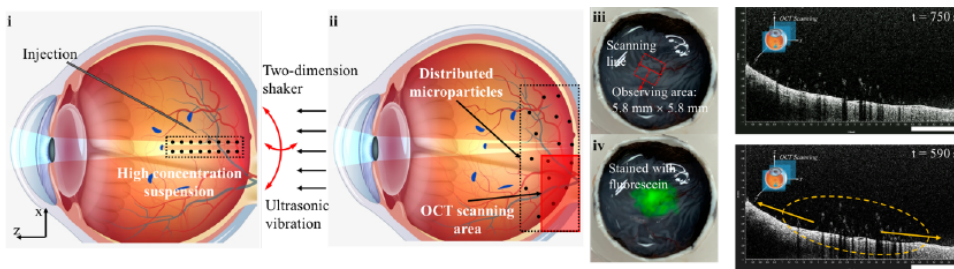 i
Injection
High concentration
suspension
x
z
Two-dimension
shaker
Ultrasonic
vibration
ii
Distributed
microparticles
OCT scanning
area
iii
Scanning
line
Observing area:
5.8 mm × 5.8 mm
iv
Stained with
fluorescein
OCT Scanning
t = 750
OCT Scanning
t = 590